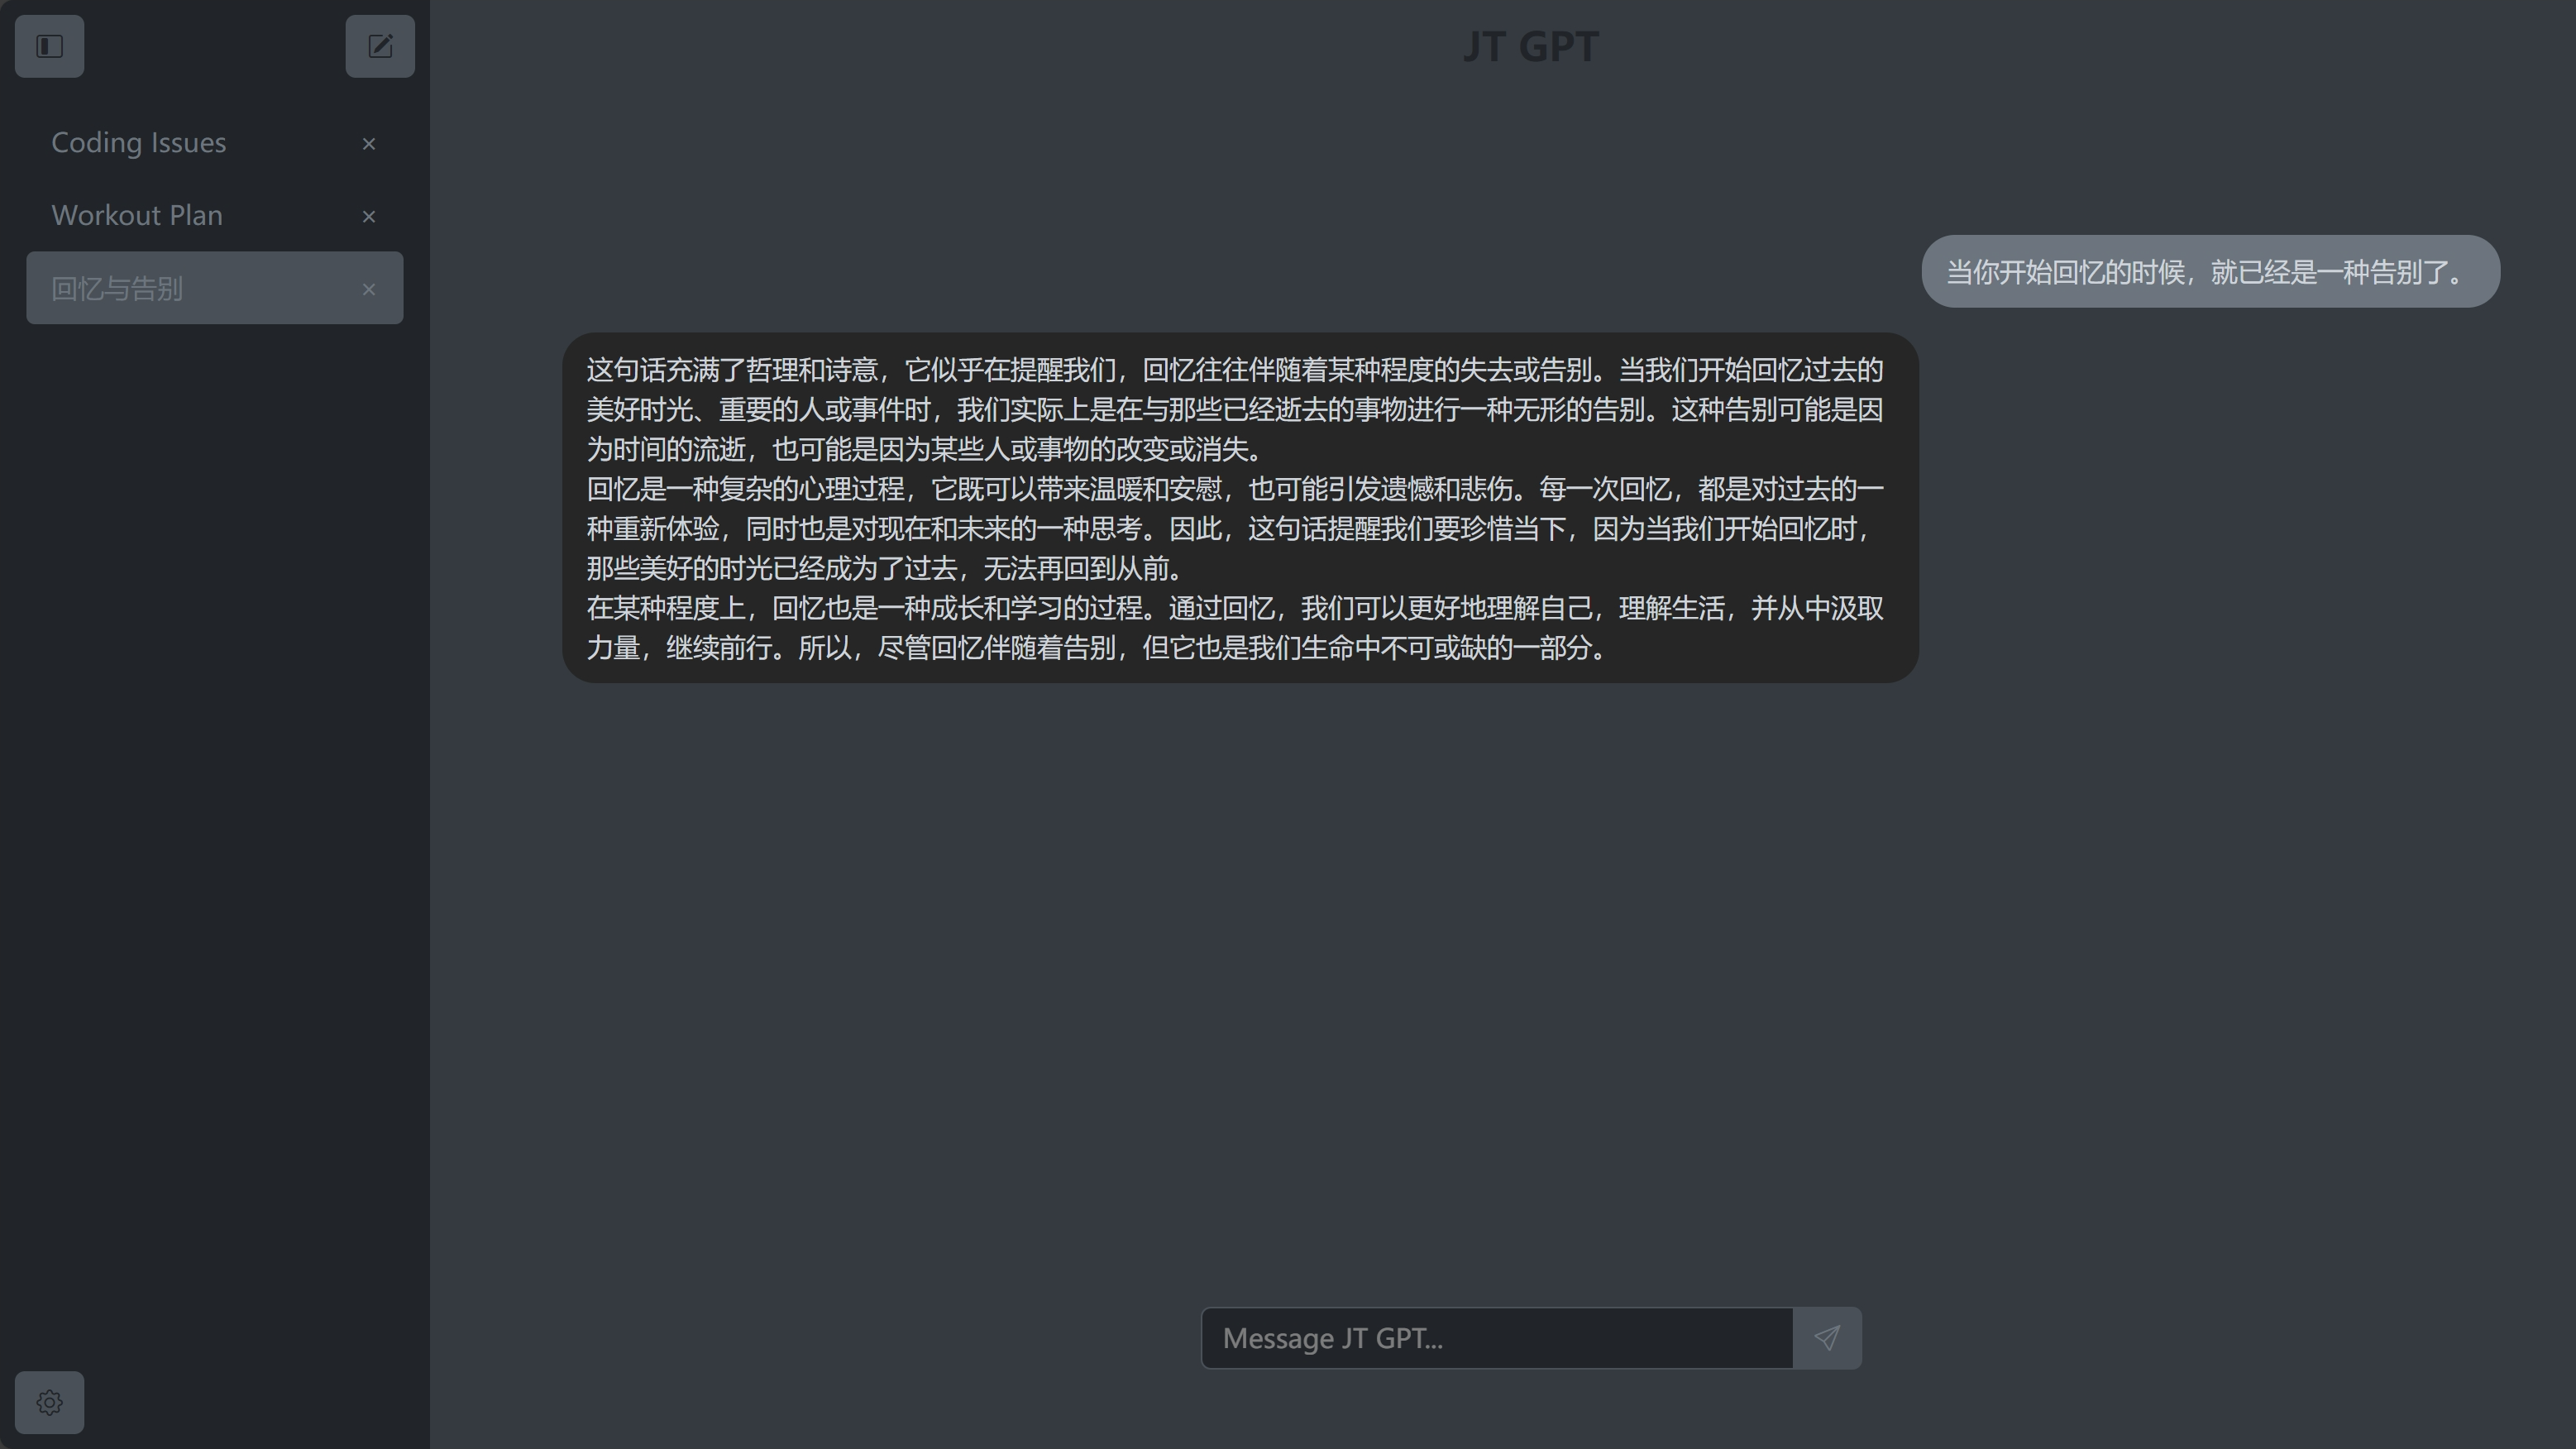 JT GPT
Coding Issues
Workout Plan
回忆与告别
当你开始回忆的时候，就已经是一种告别了。
这句话充满了哲理和诗意，它似乎在提醒我们，回忆往往伴随着某种程度的失去或告别。当我们开始回忆过去的
美好时光、重要的人或事件时，我们实际上是在与那些已经逝去的事物进行一种无形的告别。这种告别可能是因
为时间的流逝，也可能是因为某些人或事物的改变或消失。
回忆是一种复杂的心理过程，它既可以带来温暖和安慰，也可能引发遗憾和悲伤。每一次回忆，都是对过去的一
种重新体验，同时也是对现在和未来的一种思考。因此，这句话提醒我们要珍惜当下，因为当我们开始回忆时，
那些美好的时光已经成为了过去，无法再回到从前。
在某种程度上，回忆也是一种成长和学习的过程。通过回忆，我们可以更好地理解自己，理解生活，并从中汲取
力量，继续前行。所以，尽管回忆伴随着告别，但它也是我们生命中不可或缺的一部分。
Message JT GPT...